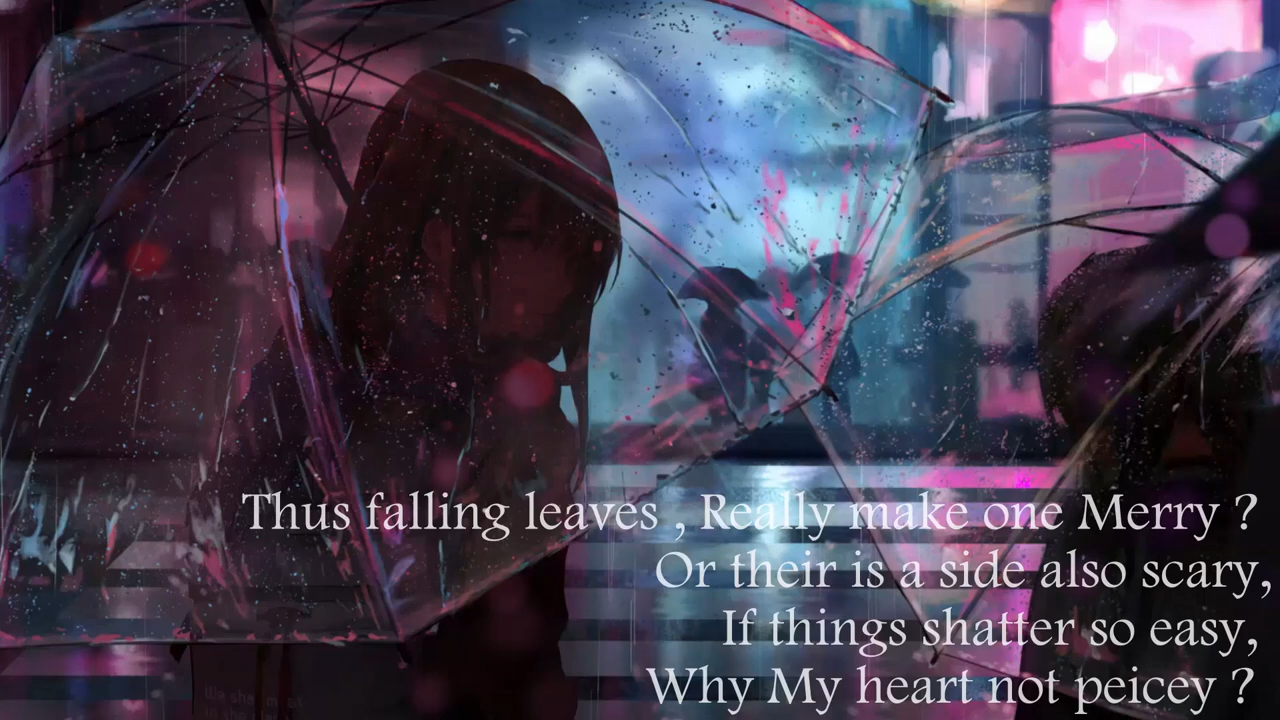 Thus falling leaves , Really make one Merry ?
Or their is a side also scary,
If things shatter so easy,
Why My heart not peicey ?